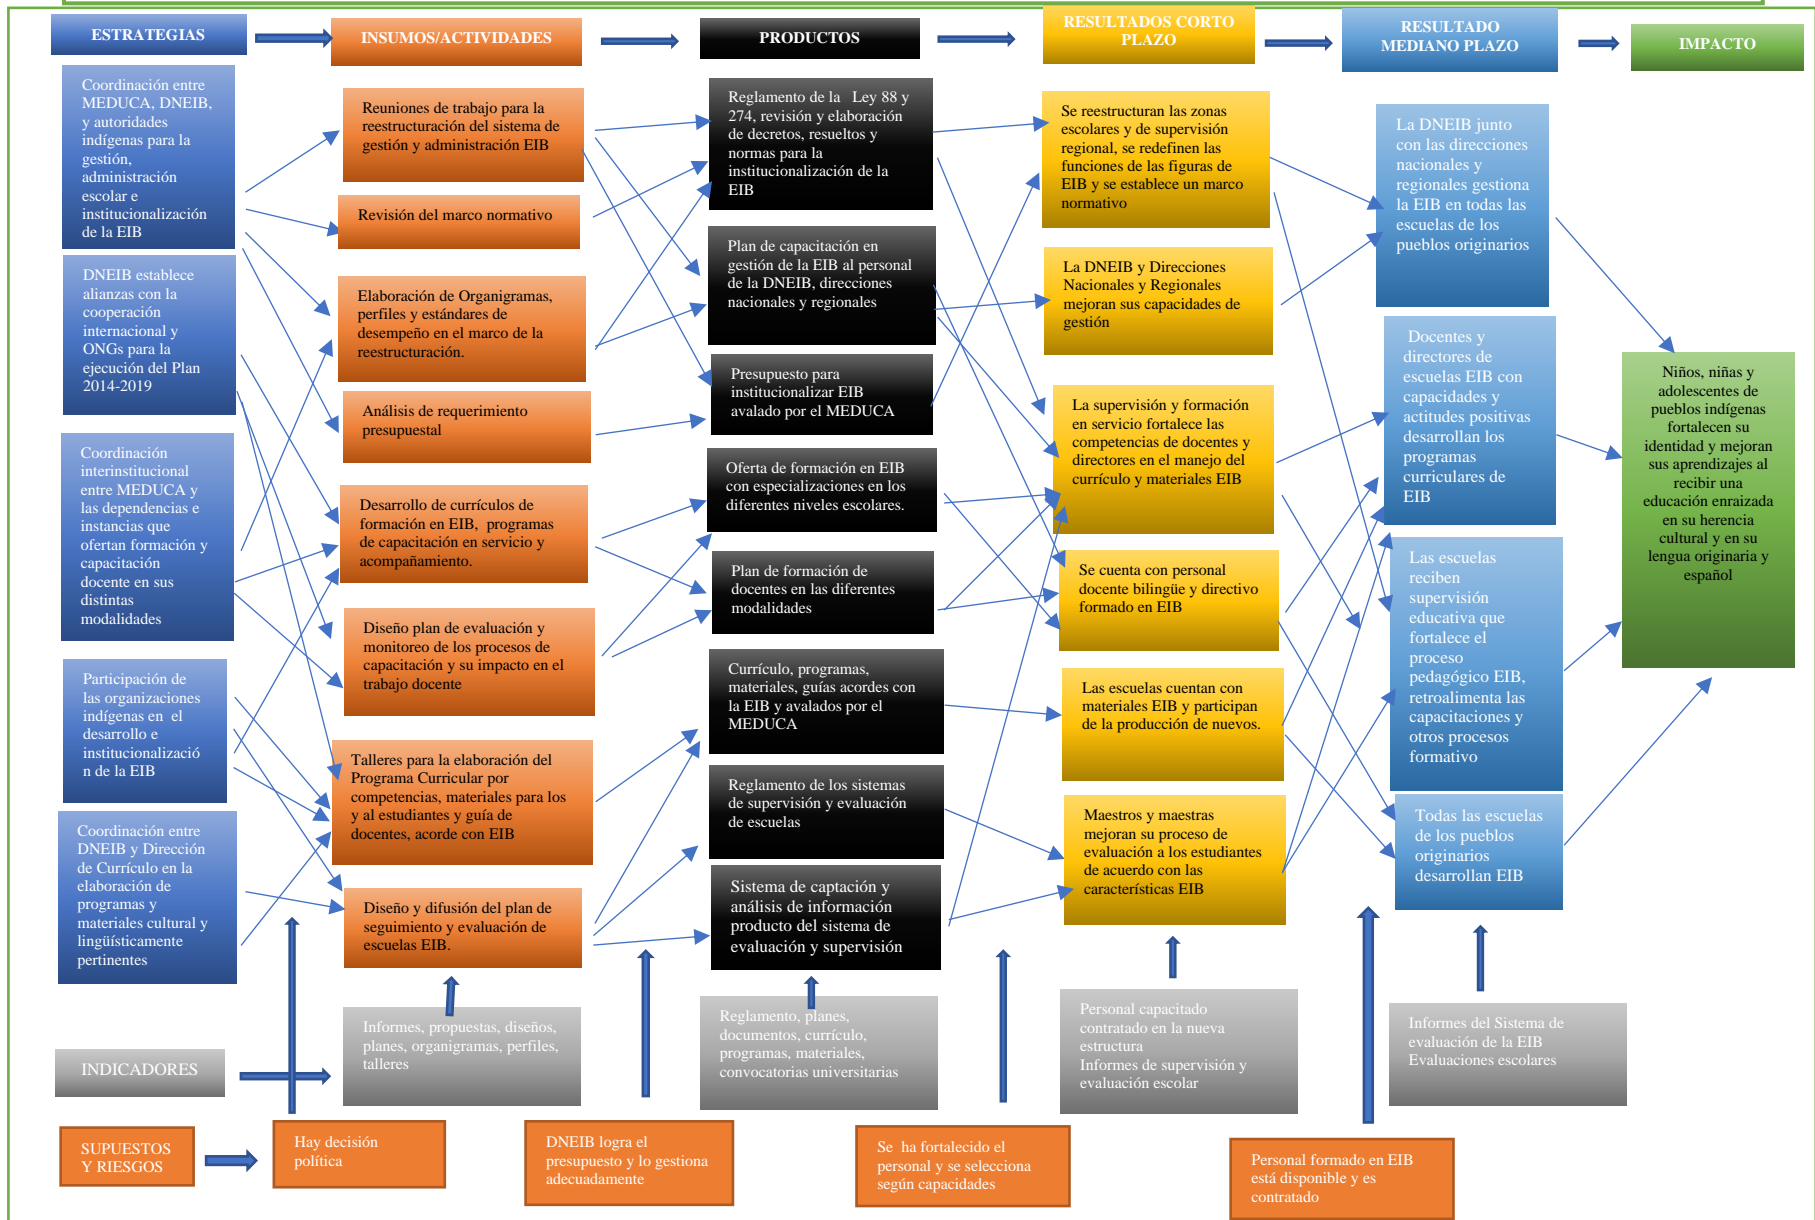 ESTRATEGIAS
INSUMOS/ACTIVIDADES
PRODUCTOS
RESULTADOS CORTO
PLAZO
RESULTADO
MEDIANO PLAZO
IMPACTO
Coordinación entre
MEDUCA, DNEIB,
y autoridades
indígenas para la
gestión,
administración
escolar e
institucionalización
de la EIB
DNEIB establece
alianzas con la
cooperación
internacional y
ONGs para la
ejecución del Plan
2014-2019
Coordinación
interinstitucional
entre MEDUCA y
las dependencias e
instancias que
ofertan formación y
capacitación
docente en sus
distintas
modalidades
Participación de
las organizaciones
indígenas en el
desarrollo e
institucionalizació
n de la EIB
Coordinación entre
DNEIB y Dirección
de Currículo en la
elaboración de
programas y
materiales cultural y
lingüísticamente
pertinentes
Reuniones de trabajo para la
reestructuración del sistema de
gestión y administración EIB
Revisión del marco normativo
Elaboración de Organigramas,
perfiles y estándares de
desempeño en el marco de la
reestructuración.
Análisis de requerimiento
presupuestal
Desarrollo de currículos de
formación en EIB, programas
de capacitación en servicio y
acompañamiento.
Diseño plan de evaluación y
monitoreo de los procesos de
capacitación y su impacto en el
trabajo docente
Talleres para la elaboración del
Programa Curricular por
competencias, materiales para los
y al estudiantes y guía de
docentes, acorde con EIB
Diseño y difusión del plan de
seguimiento y evaluación de
escuelas EIB.
Reglamento de la Ley 88 y
274, revisión y elaboración
de decretos, resueltos y
normas para la
institucionalización de la
EIB
Plan de capacitación en
gestión de la EIB al personal
de la DNEIB, direcciones
nacionales y regionales
Presupuesto para
institucionalizar EIB
avalado por el MEDUCA
Oferta de formación en EIB
con especializaciones en los
diferentes niveles escolares.
Plan de formación de
docentes en las diferentes
modalidades
Currículo, programas,
materiales, guías acordes con
la EIB y avalados por el
MEDUCA
Reglamento de los sistemas
de supervisión y evaluación
de escuelas
Sistema de captación y
análisis de información
producto del sistema de
evaluación y supervisión
Se reestructuran las zonas
escolares y de supervisión
regional, se redefinen las
funciones de las figuras de
EIB y se establece un marco
normativo
La DNEIB y Direcciones
Nacionales y Regionales
mejoran sus capacidades de
gestión
La supervisión y formación
en servicio fortalece las
competencias de docentes y
directores en el manejo del
currículo y materiales EIB
Se cuenta con personal
docente bilingüe y directivo
formado en EIB
Las escuelas cuentan con
materiales EIB y participan
de la producción de nuevos.
Maestros y maestras
mejoran su proceso de
evaluación a los estudiantes
de acuerdo con las
características EIB
La DNEIB junto
con las direcciones
nacionales y
regionales gestiona
la EIB en todas las
escuelas de los
pueblos originarios
Docentes y
directores de
escuelas EIB con
capacidades y
actitudes positivas
desarrollan los
programas
curriculares de
EIB
Las escuelas
reciben
supervisión
educativa que
fortalece el
proceso
pedagógico EIB,
retroalimenta las
capacitaciones y
otros procesos
formativo
Todas las escuelas
de los pueblos
originarios
desarrollan EIB
Niños, niñas y
adolescentes de
pueblos indígenas
fortalecen su
identidad y mejoran
sus aprendizajes al
recibir una
educación enraizada
en su herencia
cultural y en su
lengua originaria y
español
INDICADORES
Informes, propuestas, diseños,
planes, organigramas, perfiles,
talleres
Reglamento, planes,
documentos, currículo,
programas, materiales,
convocatorias universitarias
Personal capacitado
contratado en la nueva
estructura
Informes de supervisión y
evaluación escolar
Informes del Sistema de
evaluación de la EIB
Evaluaciones escolares
SUPUESTOS
Y RIESGOS
Hay decisión
política
DNEIB logra el
presupuesto y lo gestiona
adecuadamente
Se ha fortalecido el
personal y se selecciona
según capacidades
Personal formado en EIB
está disponible y es
contratado